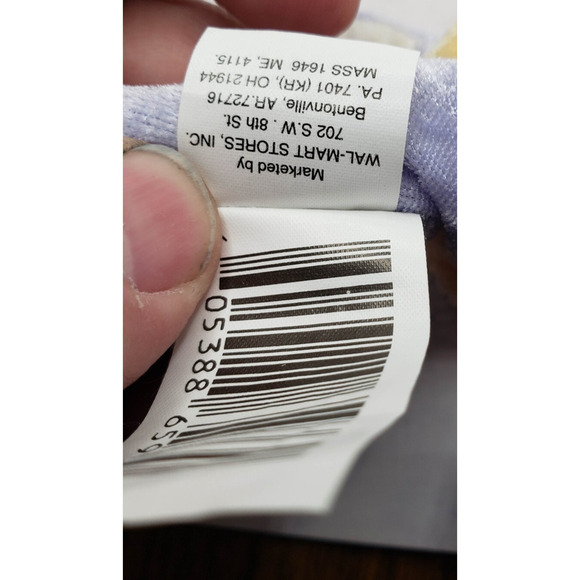 Marketed by
WAL-MART STORES, INC.
702 S.W . 8th St.
Bentonville, AR.72716
PA. 7401 (KR), OH 21944
MASS 1646 ME, 4115.
05388 659